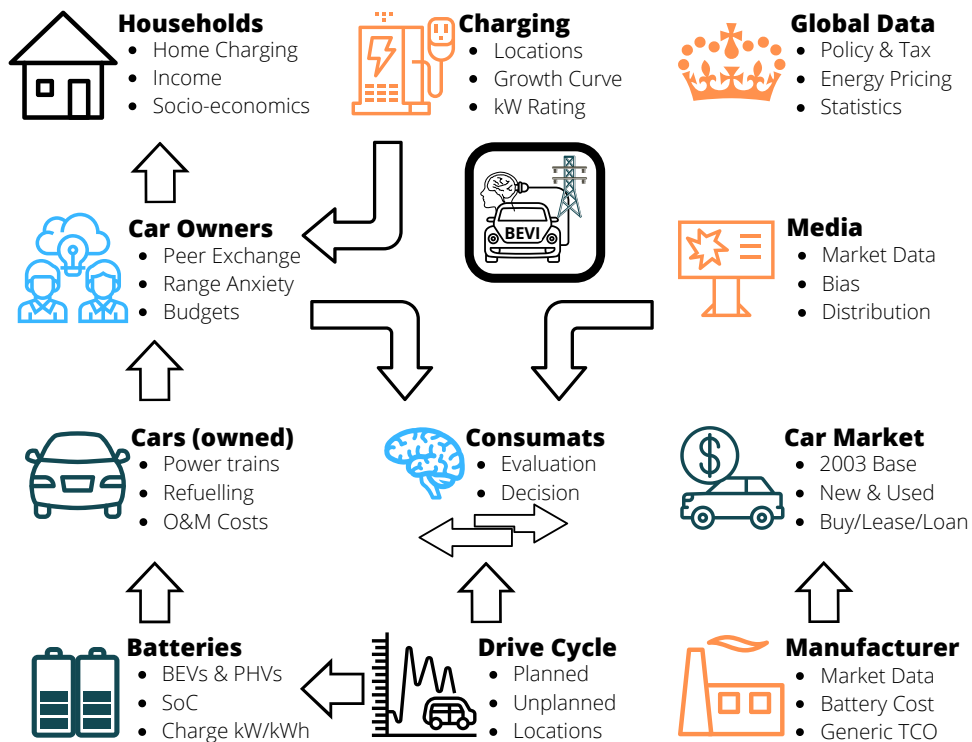 Households
• Home Charging
• Income
• Socio-economics
Charging
• Locations
• Growth Curve
• kW Rating
Global Data
• Policy & Tax
• Energy Pricing
• Statistics
Car Owners
• Peer Exchange
• Range Anxiety
• Budgets
BEVI
Media
• Market Data
• Bias
• Distribution
Cars (owned)
• Power trains
• Refuelling
• O&M Costs
Consumats
• Evaluation
• Decision
Car Market
• 2003 Base
• New & Used
• Buy/Lease/Loan
$
Batteries
• BEVs & PHVs
• SoC
• Charge kW/kWh
Drive Cycle
• Planned
• Unplanned
• Locations
Manufacturer
• Market Data
• Battery Cost
• Generic TCO